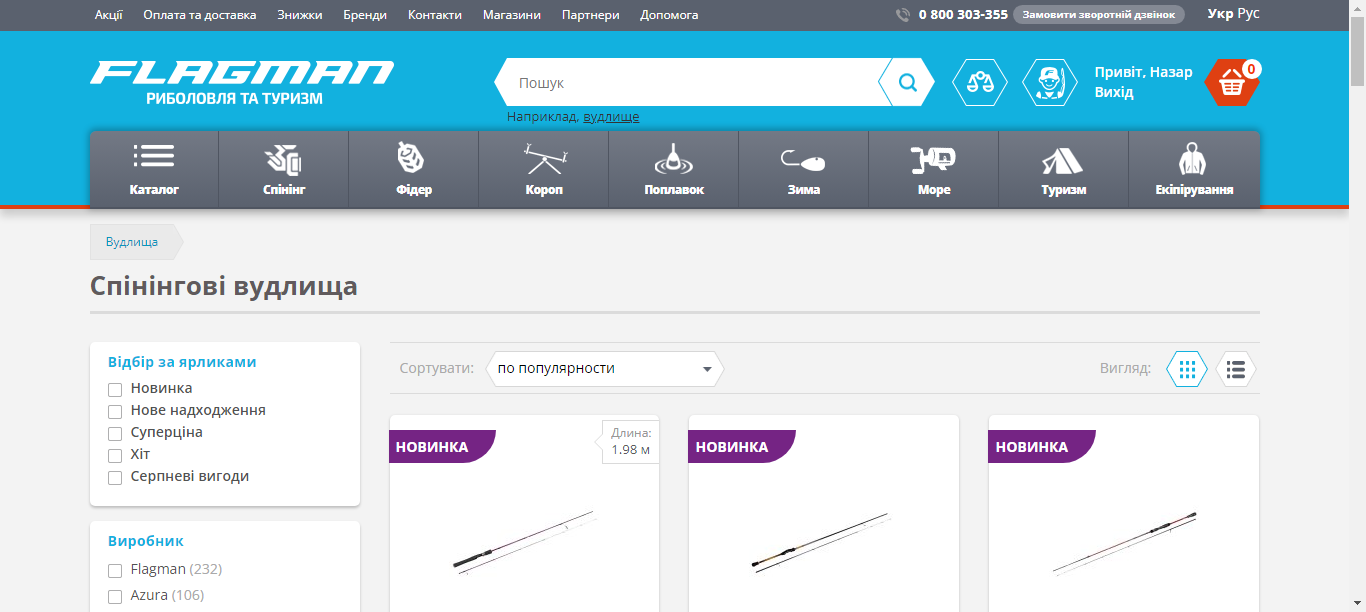 Акції Оплата та доставка Знижки Бренди Контакти Магазини Партнери Допомога 0 800 303-355 Замовити зворотній дзвінок Укр Рус
FLAGMAN
РИБОЛОВЛЯ ТА ТУРИЗМ
Пошук
Наприклад, вудлище
Привіт, Назар
Вихід
0
Каталог Спінінг Фідер Короп Поплавок Зима Море Туризм Екіпірування
Вудлища
Спінінгові вудлища
Відбір за ярликами
Новинка
Нове надходження
Суперціна
Хіт
Серпневі вигоди
Виробник
Flagman (232)
Azura (106)
Сортувати: по популярности Вигляд:
НОВИНКА
Длина:
1.98 м
НОВИНКА
НОВИНКА